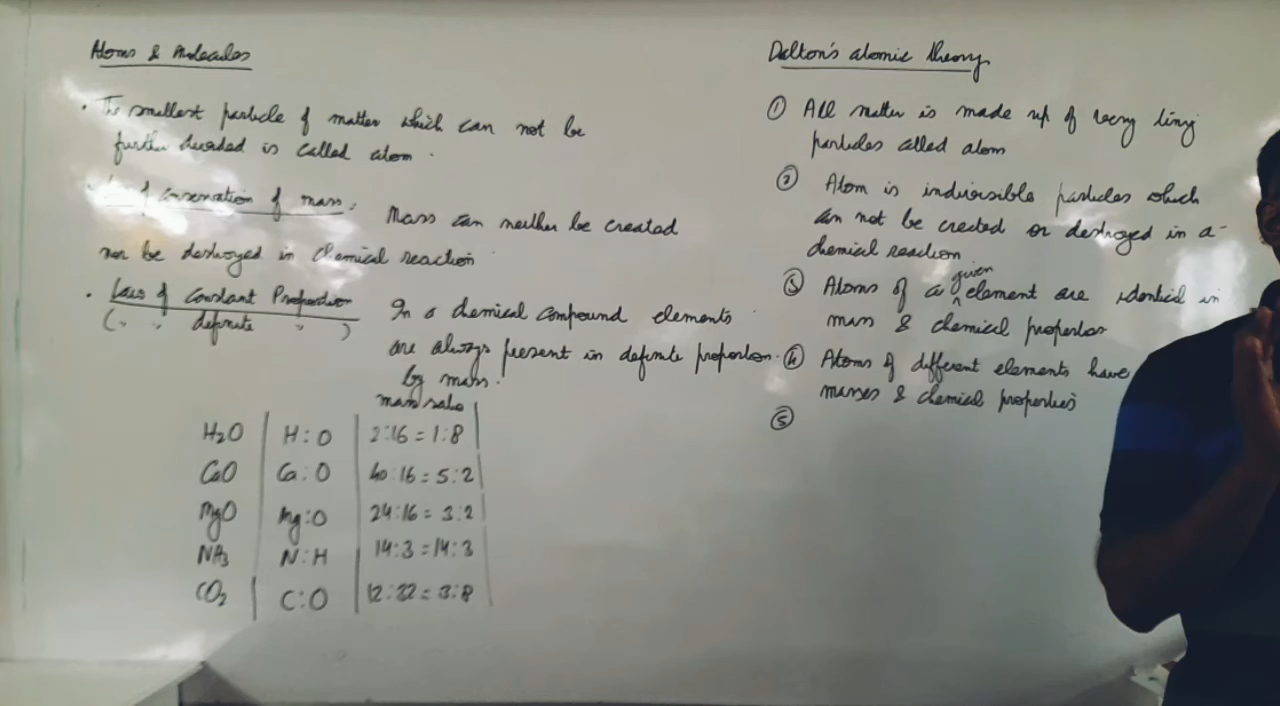 Atoms & Molecules
. The smallest particle of matter which can not be
further divided is called atom .
of conservation of mass : Mass can neither be created
nor be destroyed in chemical reaction
. Law of Constant Proportion In a chemical compound elements
( " " definite " ) are always present in definite proportion.
by mass.
mass ratio
H₂O H:O 2:16 = 1:8
CaO Ca:O 40:16 = 5:2
MgO Mg:O 24:16 = 3:2
NH₃ N:H 14:3 = 14:3
CO₂ C:O 12:32 = 3:8
Dalton's atomic theory
① All matter is made up of very tiny
particles called atom
② Atom is indivisible particles which
can not be created or destroyed in a
chemical reaction
③ Atoms of a given element are identical in
mass & chemical properties
④ Atoms of different elements have
masses & chemical properties
⑤